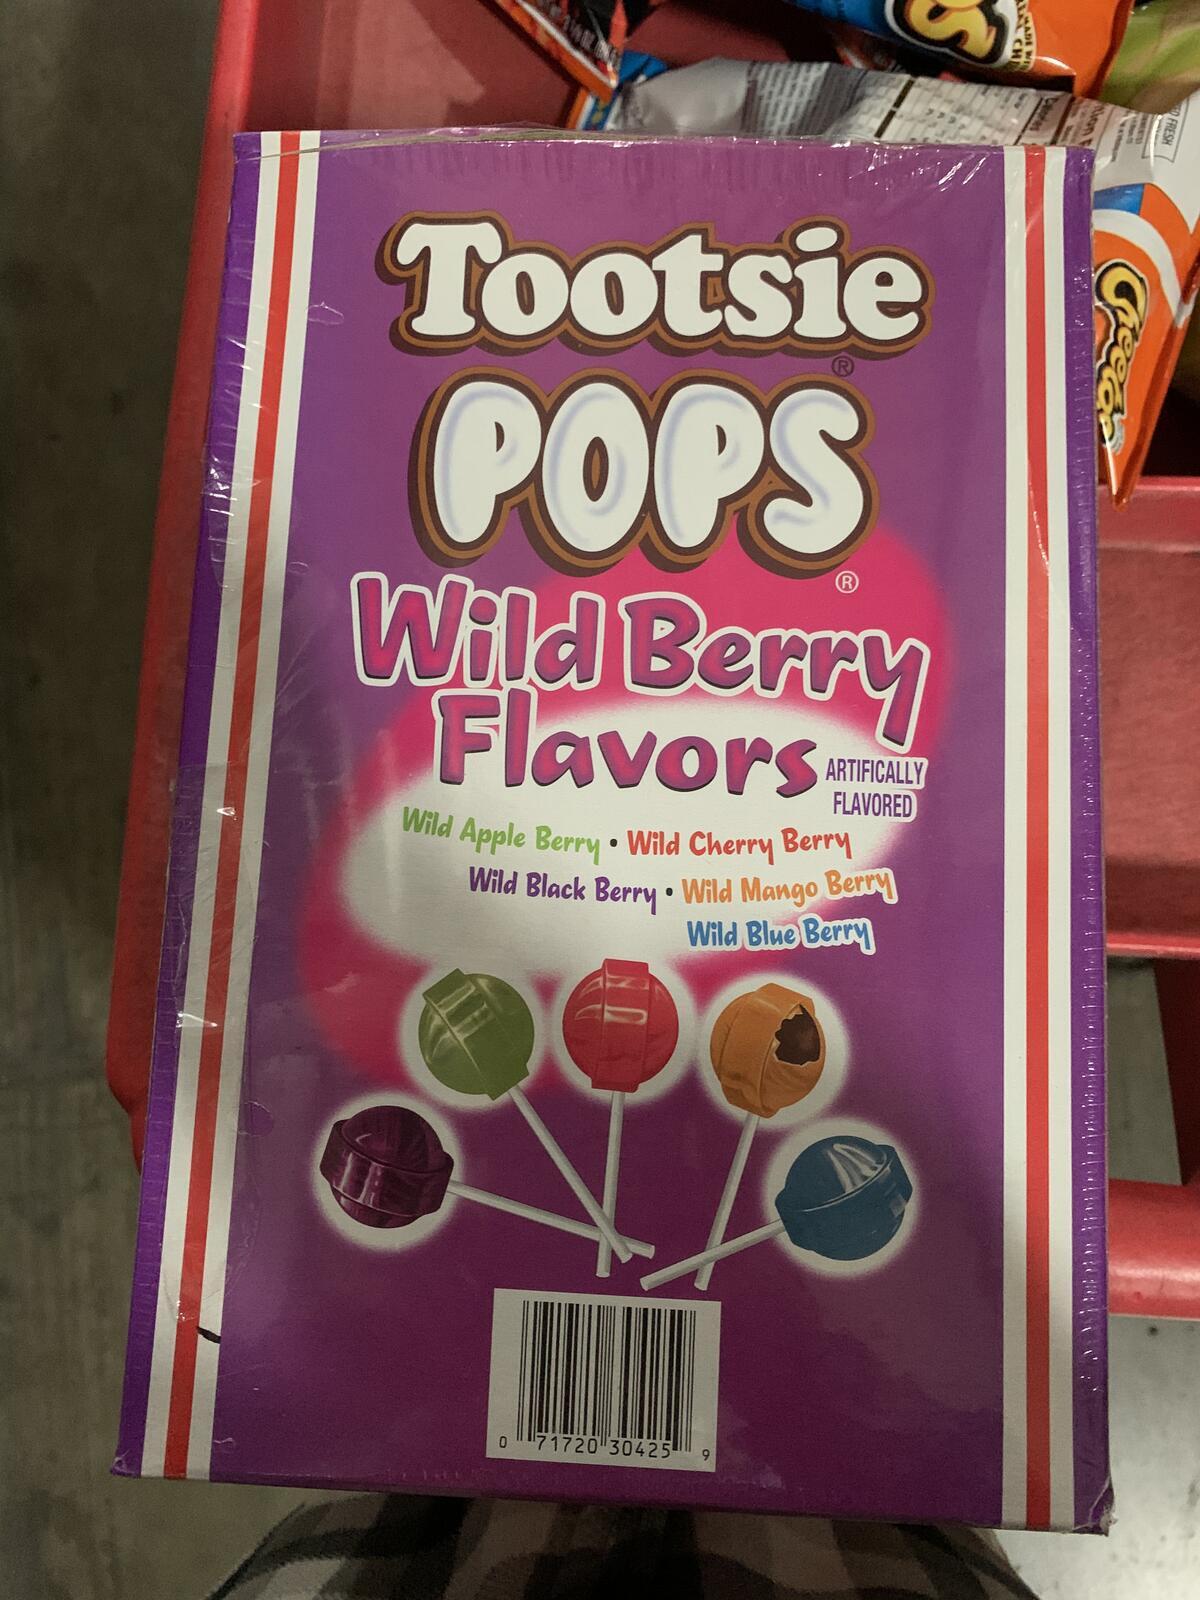 Tootsie
®
POPS
®
Wild Berry
Flavors
ARTIFICALLY
FLAVORED
Wild Apple Berry • Wild Cherry Berry
Wild Black Berry • Wild Mango Berry
Wild Blue Berry
0 71720 30425 9
Cheetos